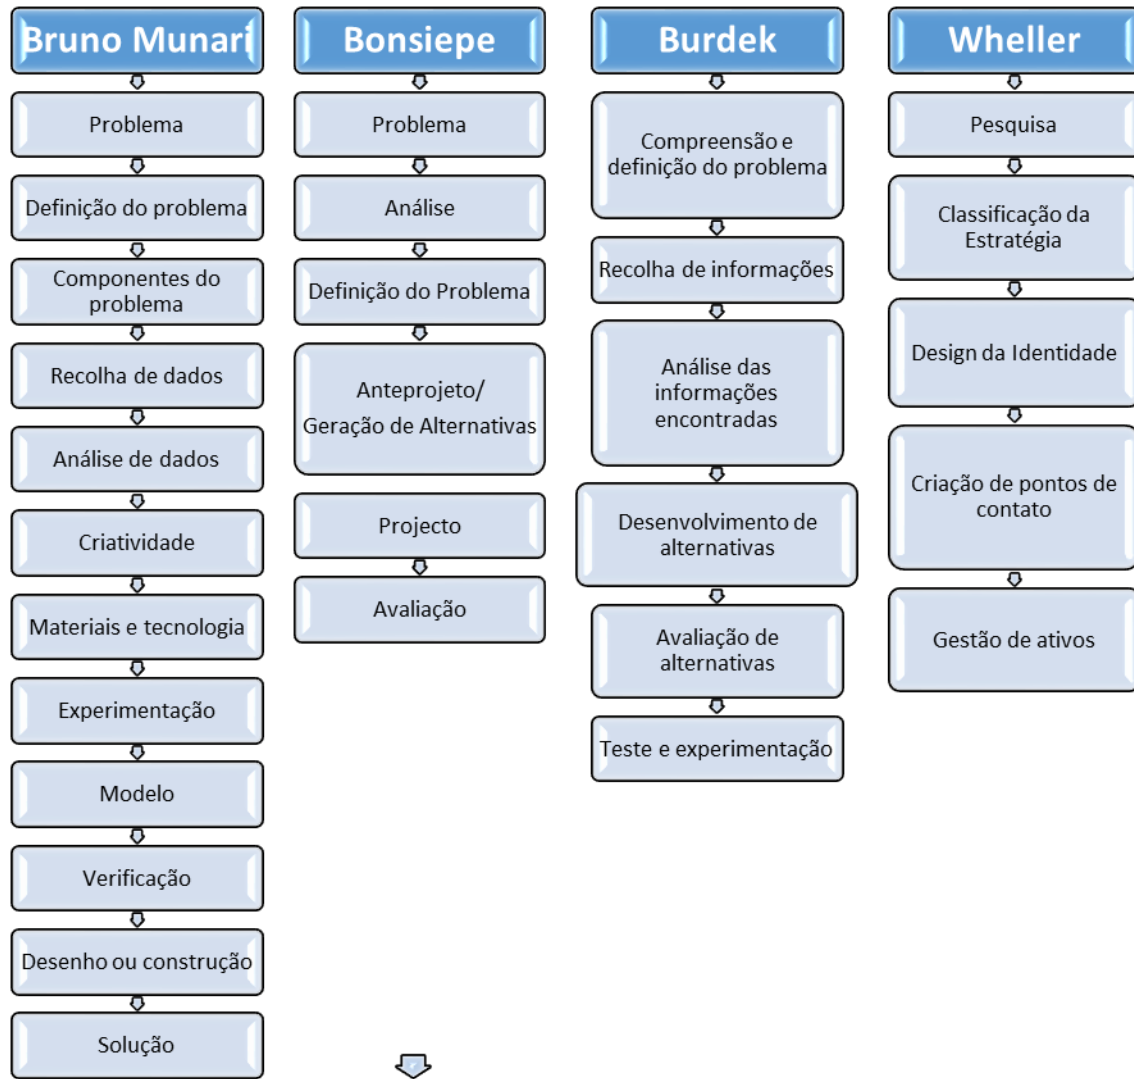 Bruno Munari
Problema
Definição do problema
Componentes do
problema
Recolha de dados
Análise de dados
Criatividade
Materiais e tecnologia
Experimentação
Modelo
Verificação
Desenho ou construção
Solução
Bonsiepe
Problema
Análise
Definição do Problema
Anteprojeto/
Geração de Alternativas
Projecto
Avaliação
Burdek
Compreensão e
definição do problema
Recolha de informações
Análise das
informações
encontradas
Desenvolvimento de
alternativas
Avaliação de
alternativas
Teste e experimentação
Wheller
Pesquisa
Classificação da
Estratégia
Design da Identidade
Criação de pontos de
contato
Gestão de ativos